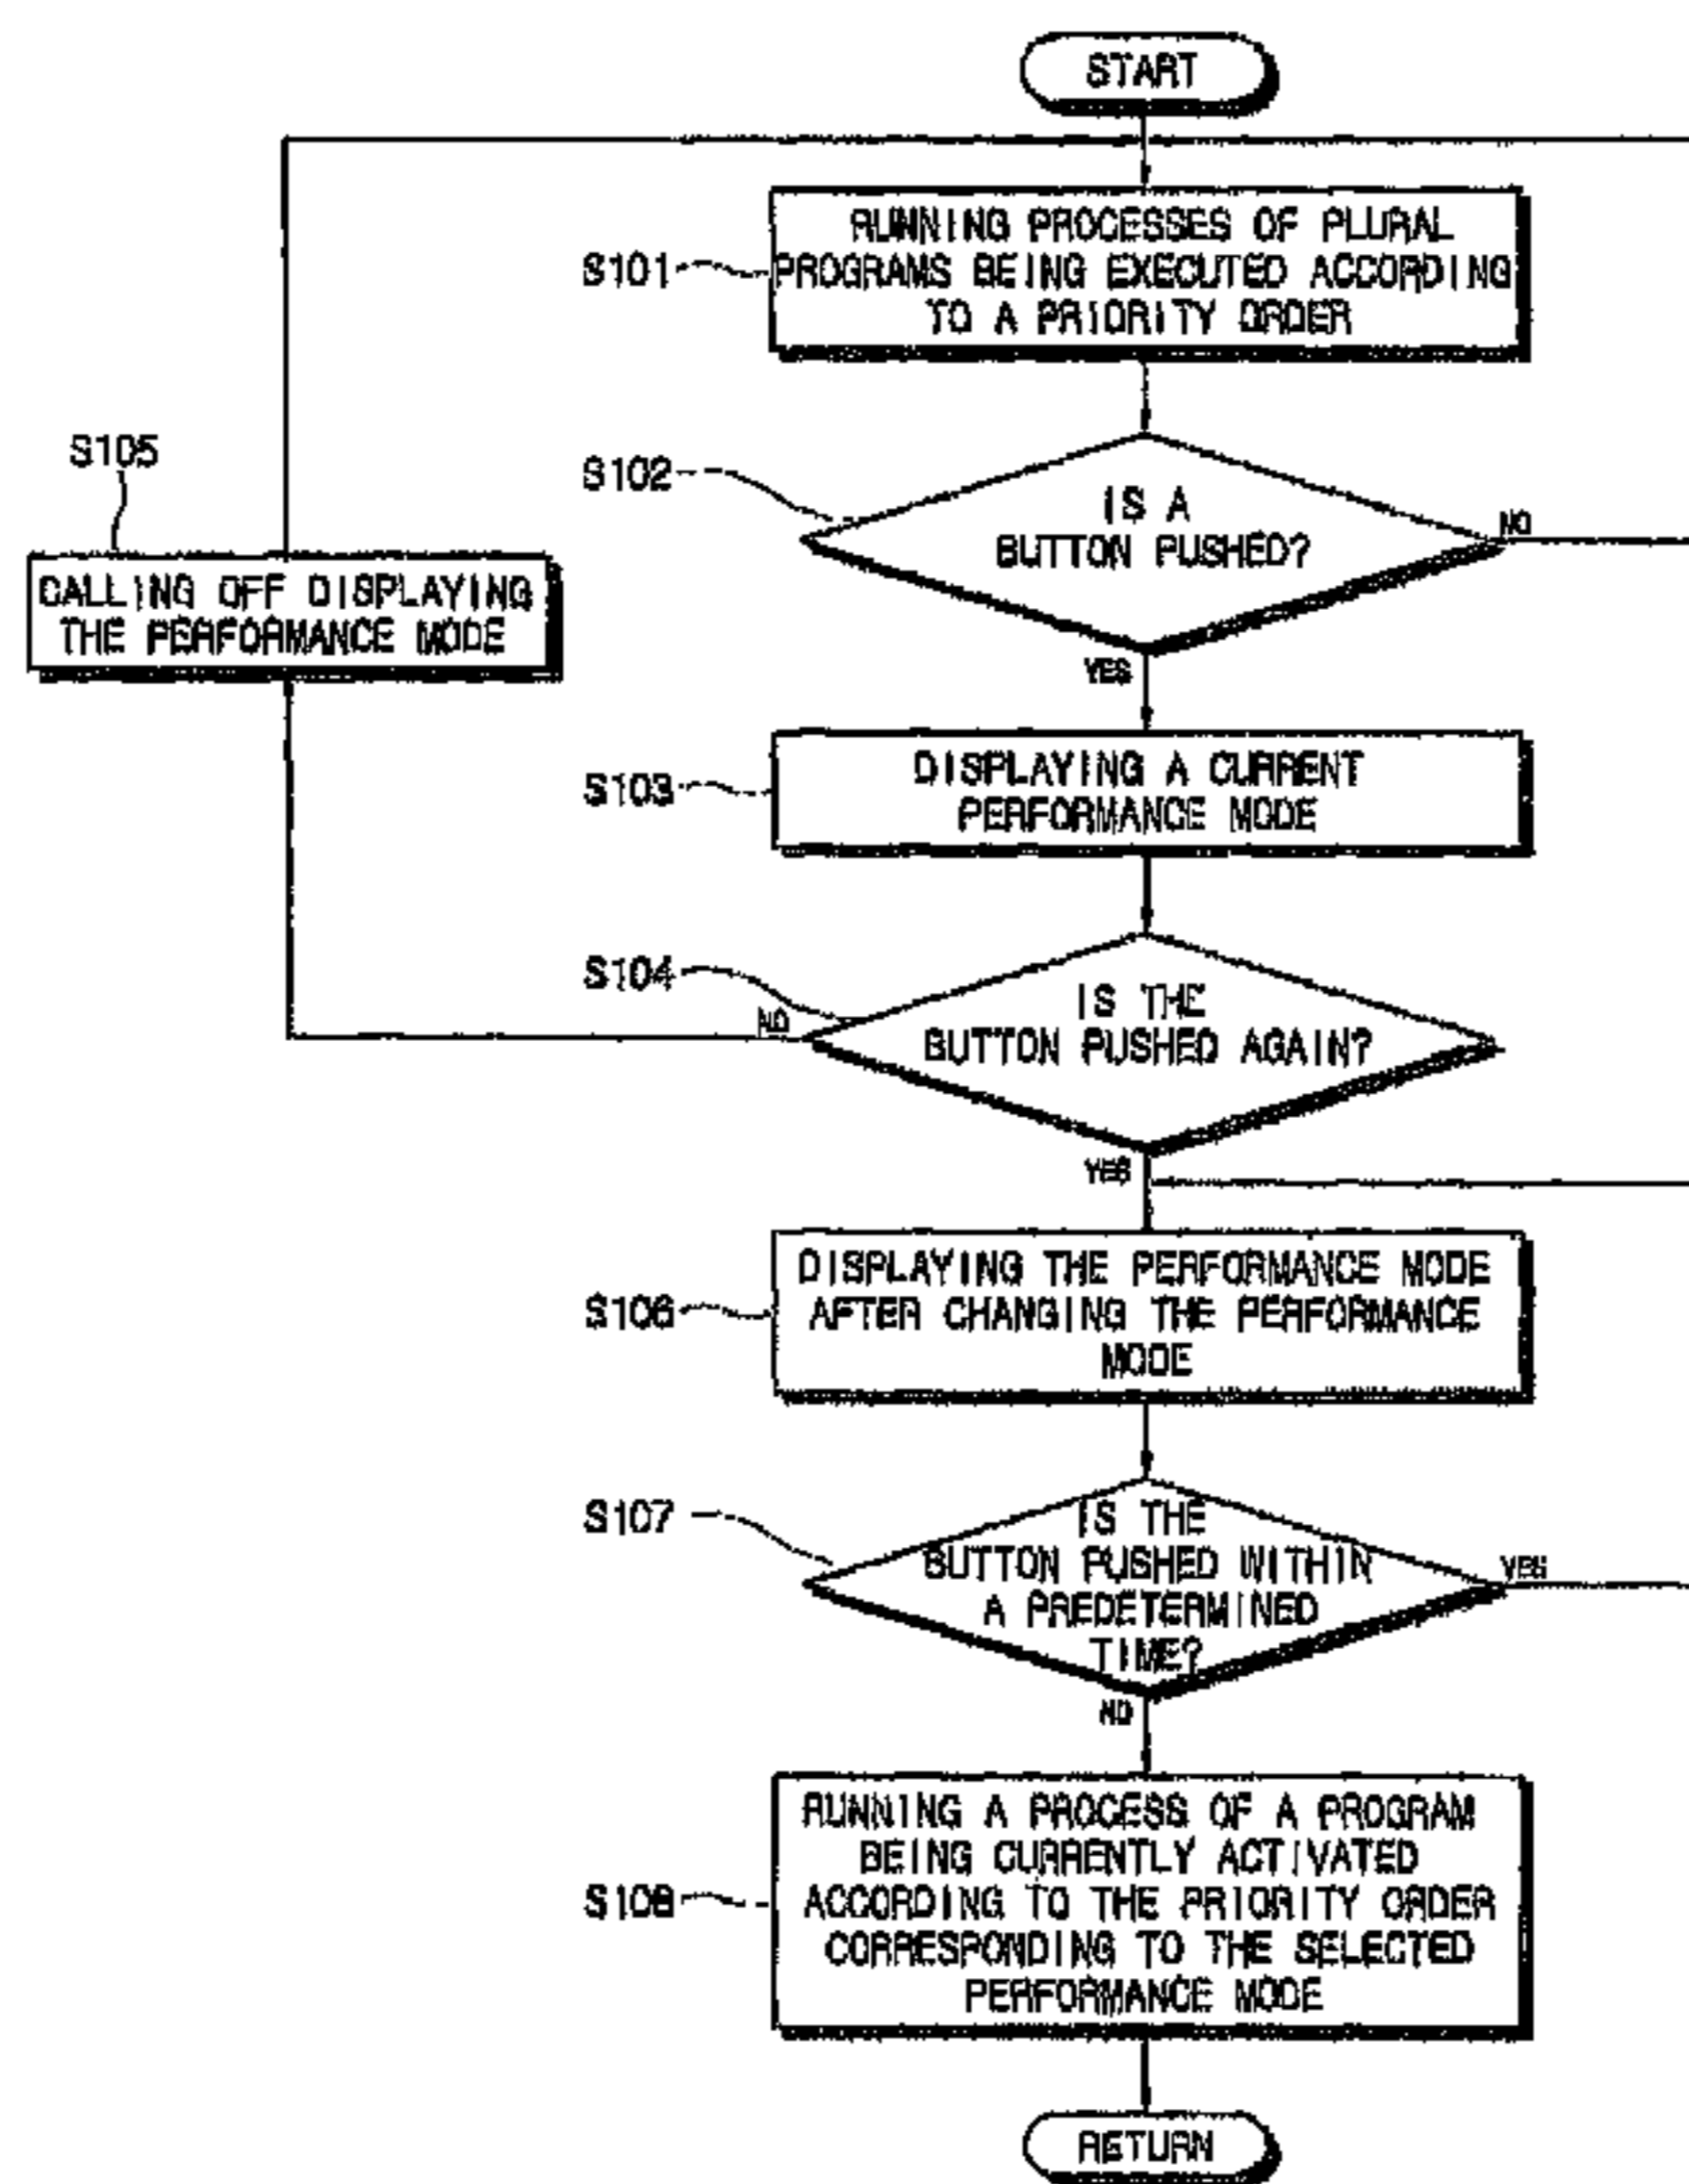 START
RUNNING PROCESSES OF PLURAL
S101
PROGRAMS BEING EXECUTED ACCORDING
TO A PRIORITY ORDER
S105
S102
IS A
BUTTON PUSHED?
NO
CALLING OFF DISPLAYING
THE PERFORMANCE MODE
YES
S103
DISPLAYING A CURRENT
PERFORMANCE MODE
S104
IS THE
BUTTON PUSHED AGAIN?
NO
YES
S106
DISPLAYING THE PERFORMANCE MODE
AFTER CHANGING THE PERFORMANCE
MODE
S107
IS THE
BUTTON PUSHED WITHIN
A PREDETERMINED
TIME?
YES
NO
S108
RUNNING A PROCESS OF A PROGRAM
BEING CURRENTLY ACTIVATED
ACCORDING TO THE PRIORITY ORDER
CORRESPONDING TO THE SELECTED
PERFORMANCE MODE
RETURN